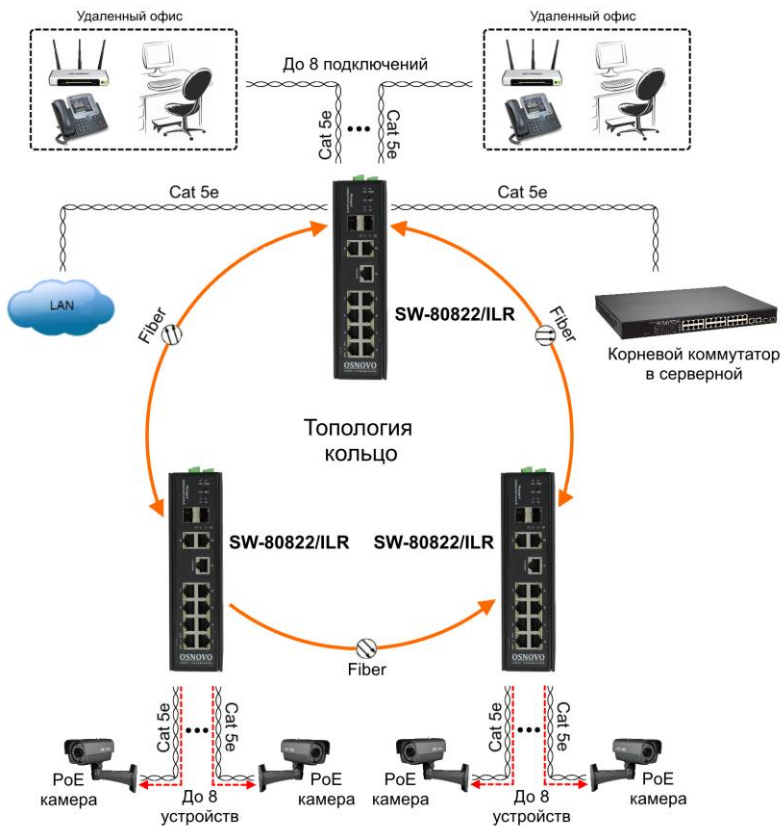 Удаленный офис
Удаленный офис
До 8 подключений
Cat 5e
Cat 5e
Cat 5e
Cat 5e
LAN
Fiber
Fiber
SW-80822/ILR
OSNOVO
Корневой коммутатор
в серверной
Топология
кольцо
SW-80822/ILR
SW-80822/ILR
OSNOVO
OSNOVO
Fiber
Cat 5e
Cat 5e
Cat 5e
Cat 5e
PoE
камера
PoE
камера
PoE
камера
PoE
камера
До 8
устройств
До 8
устройств